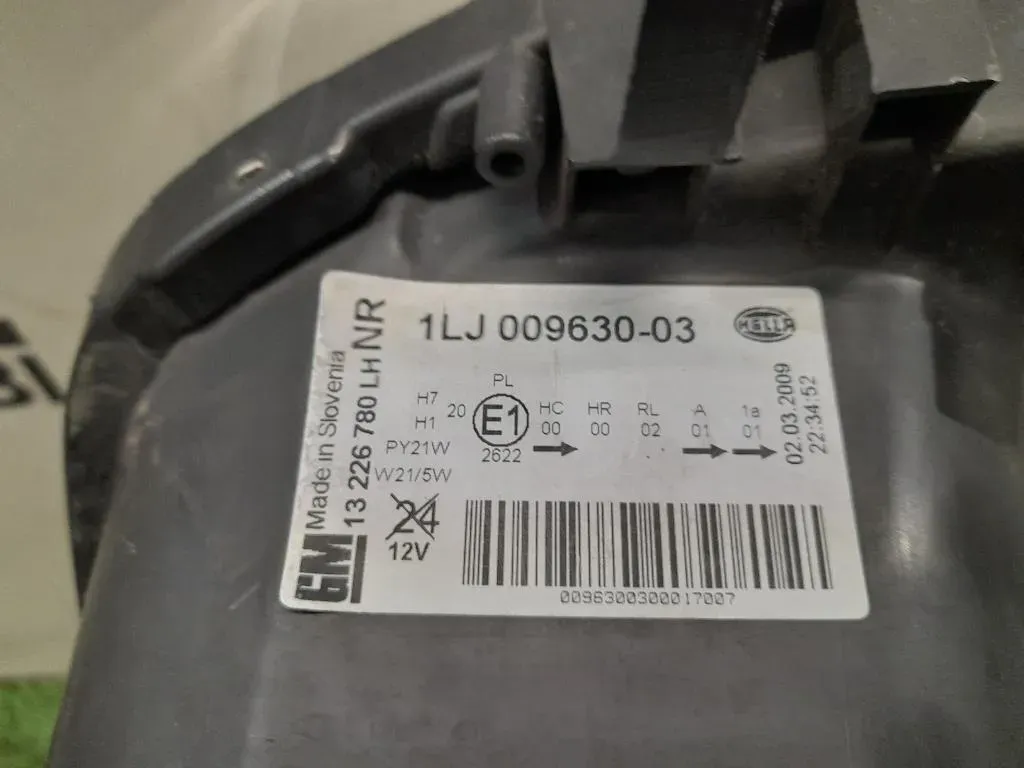 1LJ 009630-03
HELLA
NR
13 226 780 LH
Made in Slovenia
GM
PL
H7
H1
20
E1
HC HR RL A 1a
00 00 02 01 01
PY21W
2622
W21/5W
24
12V
02.03.2009
22:34:52
0096300300017007